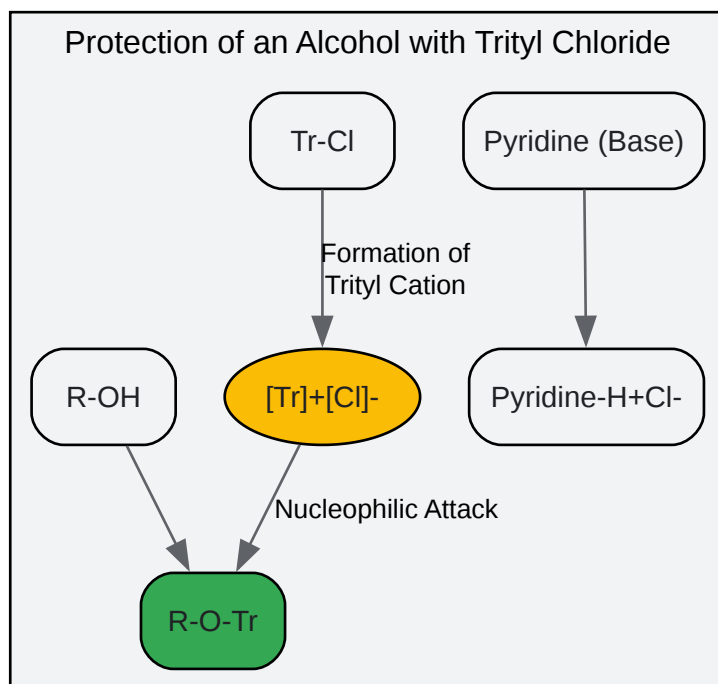 Protection of an Alcohol with Trityl Chloride
Tr-Cl
Pyridine (Base)
Formation of
Trityl Cation
R-OH
[Tr]+[Cl]-
Pyridine-H+Cl-
Nucleophilic Attack
R-O-Tr